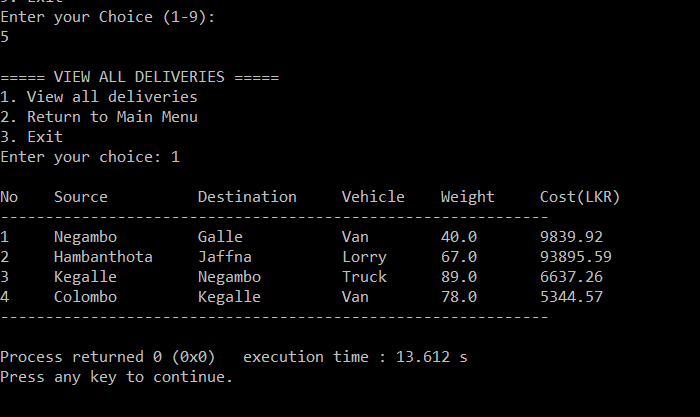 9. Exit
Enter your Choice (1-9):
5
===== VIEW ALL DELIVERIES =====
1. View all deliveries
2. Return to Main Menu
3. Exit
Enter your choice: 1
No Source Destination Vehicle Weight Cost(LKR)
-------------------------------------------------------------
1 Negambo Galle Van 40.0 9839.92
2 Hambanthota Jaffna Lorry 67.0 93895.59
3 Kegalle Negambo Truck 89.0 6637.26
4 Colombo Kegalle Van 78.0 5344.57
-------------------------------------------------------------
Process returned 0 (0x0) execution time : 13.612 s
Press any key to continue.